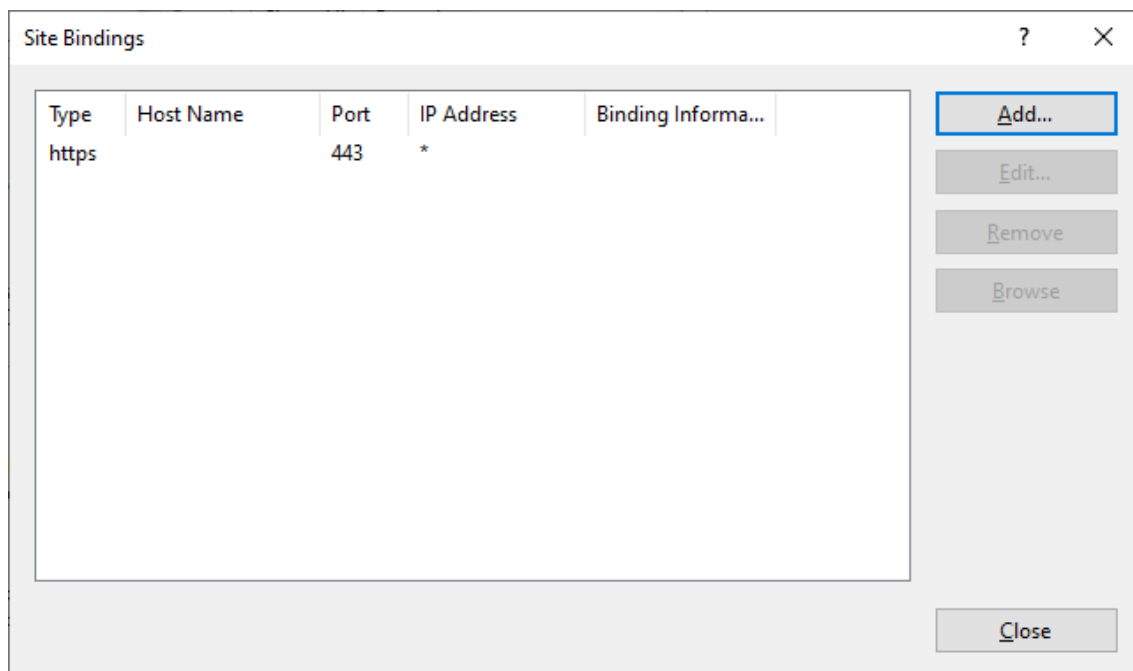 Site Bindings ?
Type Host Name Port IP Address Binding Informa...
https 443 *
Add...
Edit...
Remove
Browse
Close